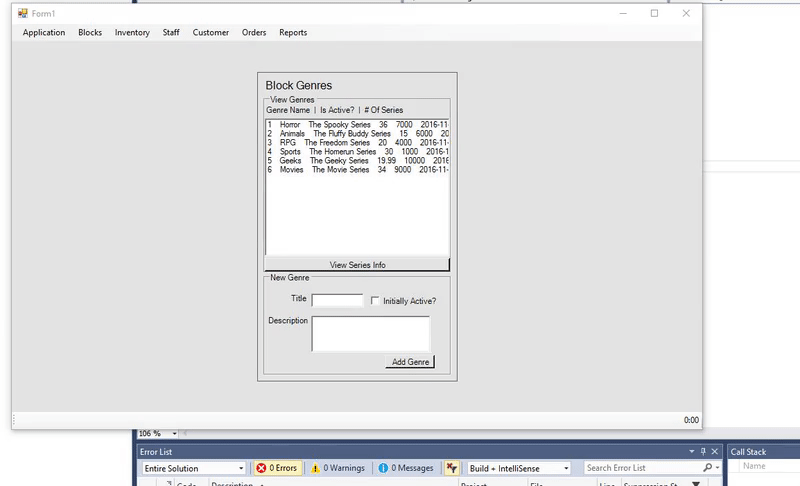 Form1
Application Blocks Inventory Staff Customer Orders Reports
Block Genres
View Genres
Genre Name | Is Active? | # Of Series
1 Horror The Spooky Series 36 7000 2016-11-
2 Animals The Fluffy Buddy Series 15 6000 20
3 RPG The Freedom Series 20 4000 2016-11-
4 Sports The Homerun Series 30 1000 2016-1
5 Geeks The Geeky Series 19.99 10000 2016
6 Movies The Movie Series 34 9000 2016-11-
View Series Info
New Genre
Title
Initially Active?
Description
Add Genre
0:00
106 %
Error List
Call Stack
Entire Solution 0 Errors 0 Warnings 0 Messages Build + IntelliSense Search Error List
Name
Code Description Project File Line Suppression St